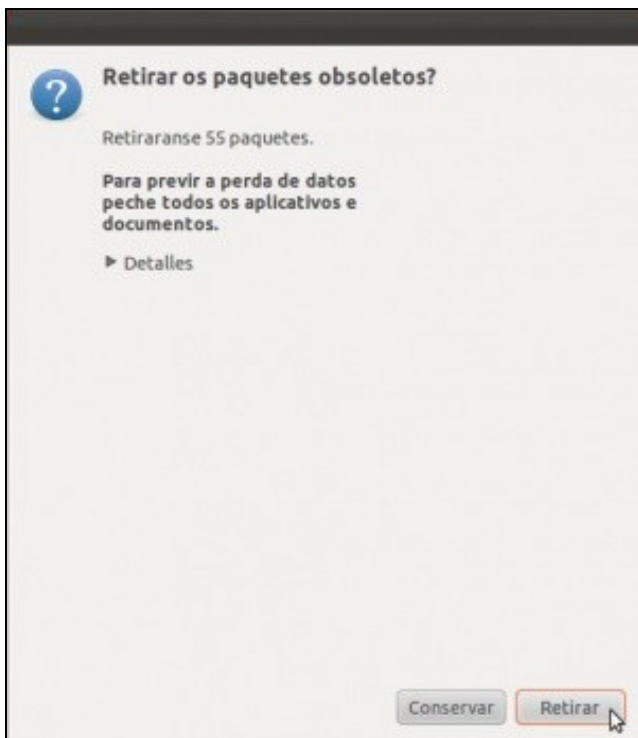 Retirar os paquetes obsoletos?
Retiraranse 55 paquetes.
Para previr a perda de datos
peche todos os aplicativos e
documentos.
Detalles
Conservar Retirar